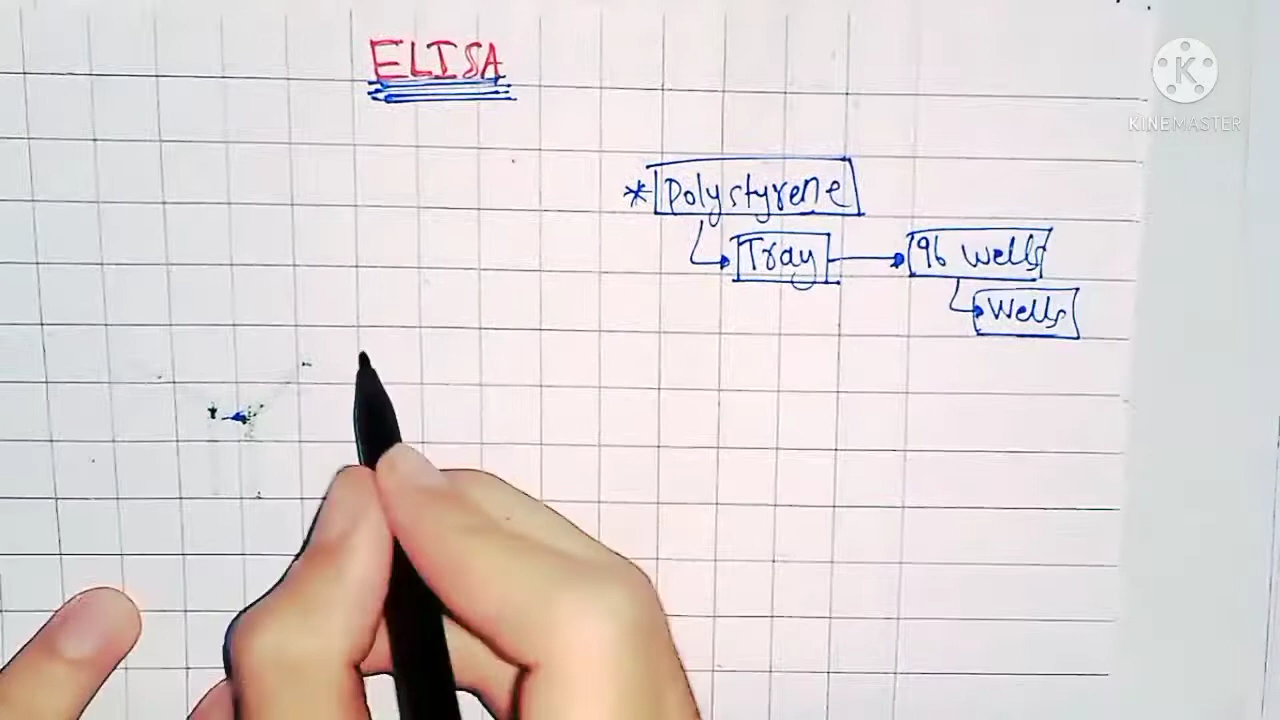 ELISA
K
KINEMASTER
* Polystyrene
Tray → 96 wells
Wells